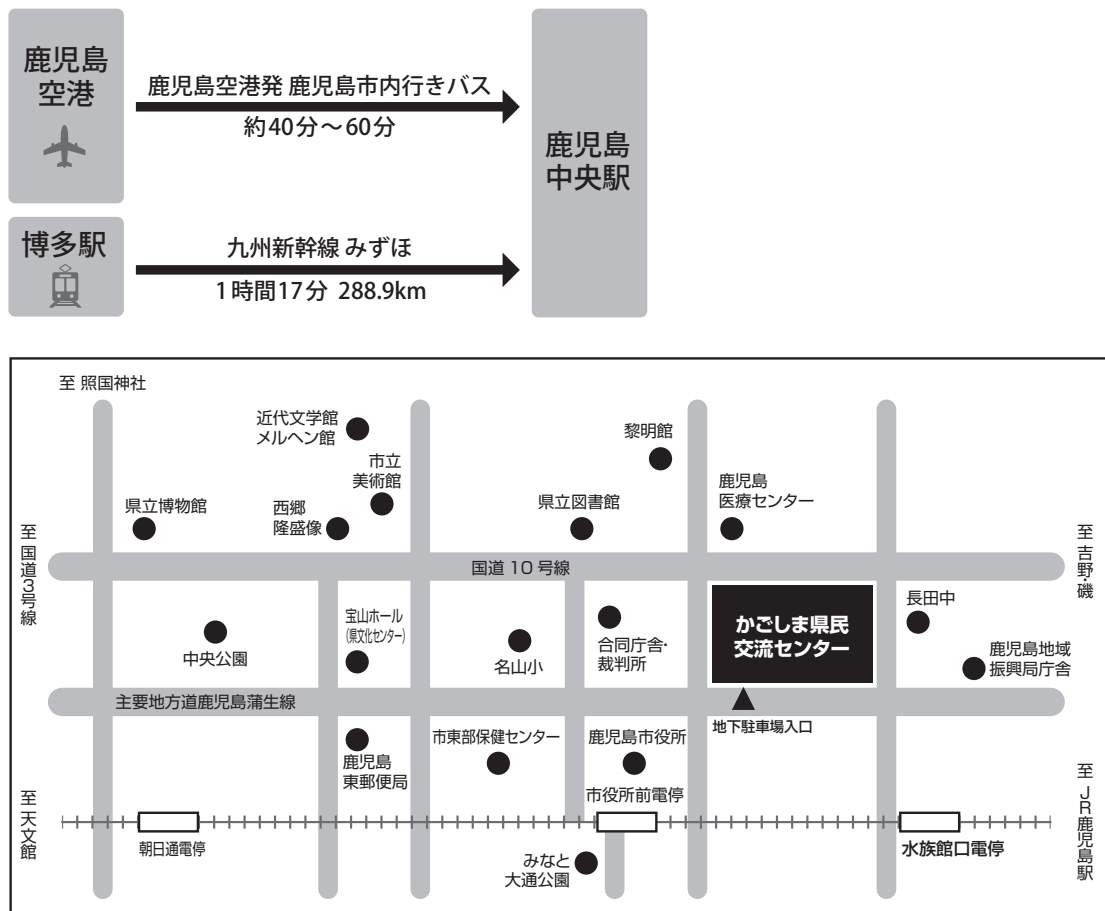 鹿児島
空港
鹿児島空港発 鹿児島市内行きバス
約40分～60分
鹿児島
中央駅
博多駅
九州新幹線 みずほ
1時間17分 288.9km
至 照国神社
近代文学館
メルヘン館
市立
美術館
黎明館
県立博物館
西郷
隆盛像
県立図書館
鹿児島
医療センター
至 国道3号線
国道10号線
至 吉野・磯
中央公園
宝山ホール
(県文化センター)
名山小
合同庁舎・
裁判所
かごしま県民
交流センター
長田中
鹿児島地域
振興局庁舎
主要地方道鹿児島蒲生線
地下駐車場入口
鹿児島
東郵便局
市東部保健センター
鹿児島市役所
至 天文館
市役所前電停
至 JR鹿児島駅
朝日通電停
みなと
大通公園
水族館口電停